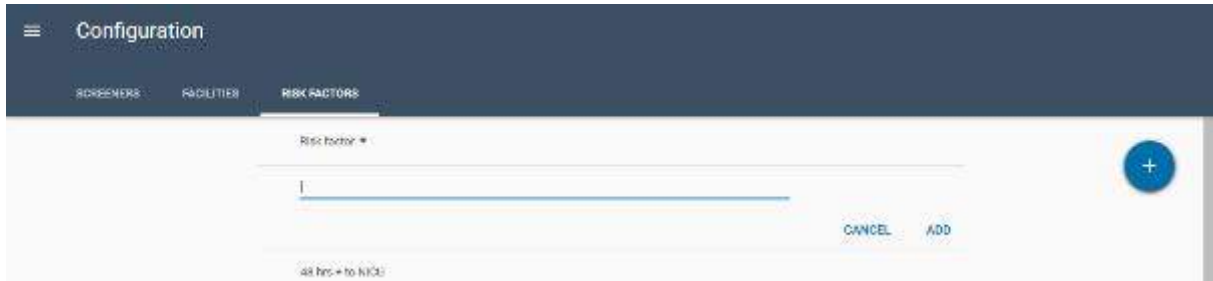 Configuration
SCREENERS FACILITIES RISK FACTORS
Risk factor
CANCEL ADD
48 hrs + to NICU